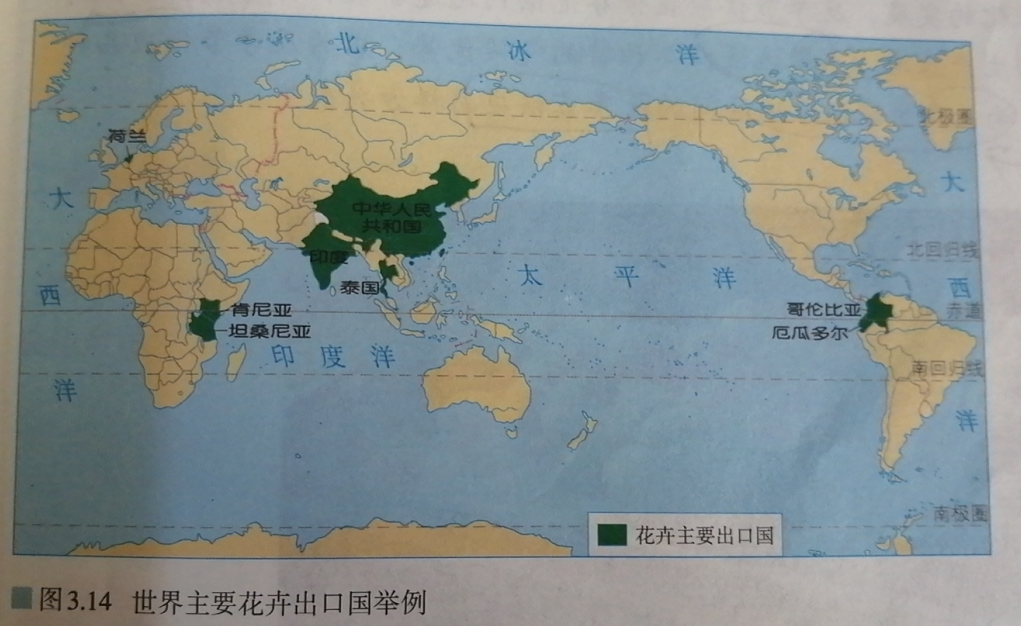 北 冰 洋
北极圈
荷兰
大
大
中华人民
共和国
北回归线
印度
太 平 洋
泰国
西
西
肯尼亚
哥伦比亚
赤道
坦桑尼亚
厄瓜多尔
印 度 洋
南回归线
洋
洋
南极圈
花卉主要出口国
图3.14 世界主要花卉出口国举例